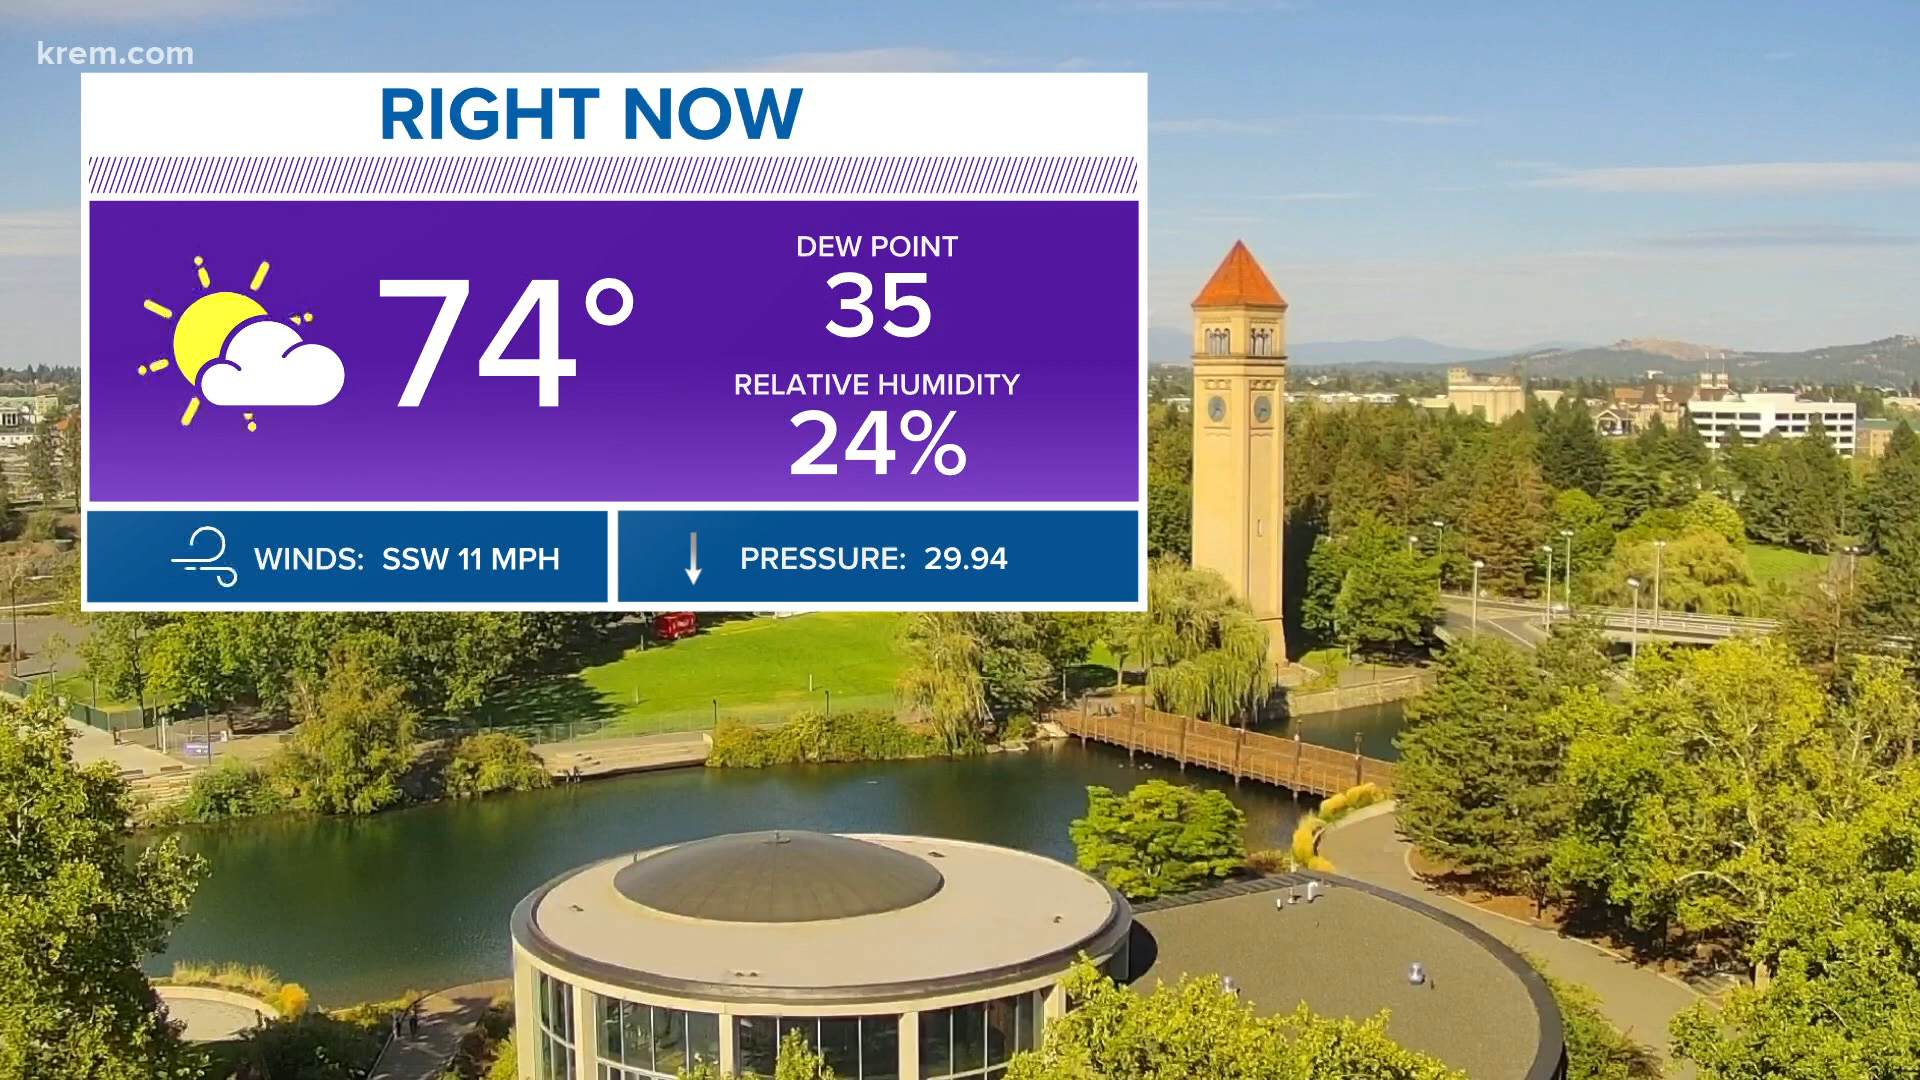 krem.com
RIGHT NOW
74°
DEW POINT
35
RELATIVE HUMIDITY
24%
WINDS: SSW 11 MPH
PRESSURE: 29.94